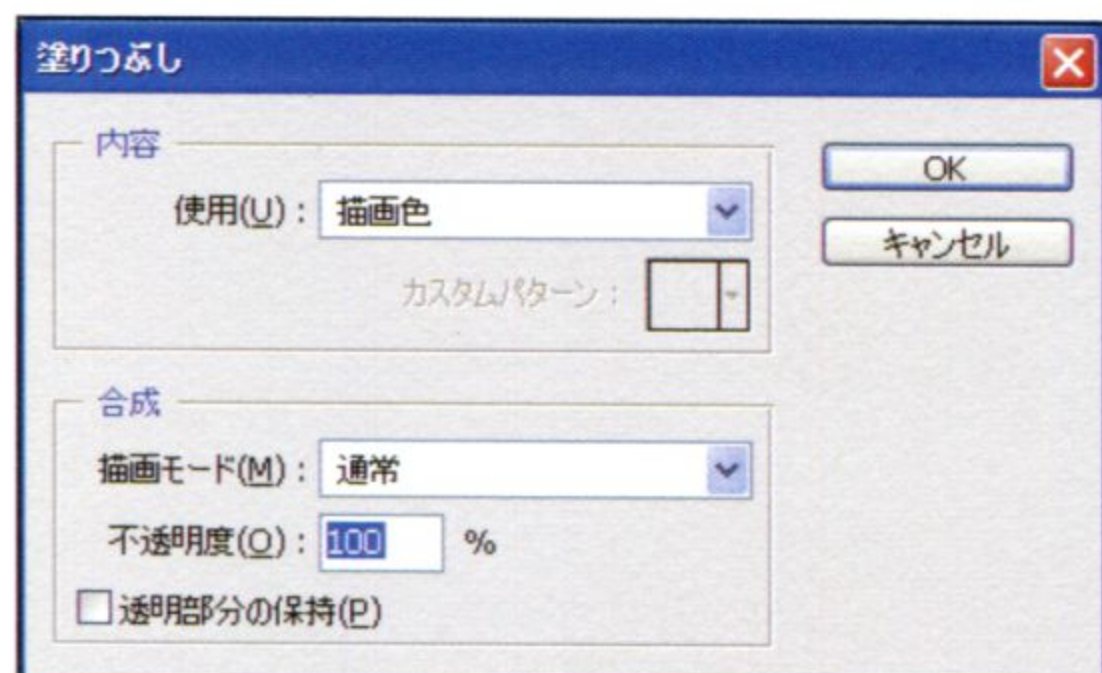 塗りつぶし
内容
OK
使用(U)：描画色
キャンセル
カスタムパターン：
合成
描画モード(M)：通常
不透明度(O)：100 %
透明部分の保持(P)